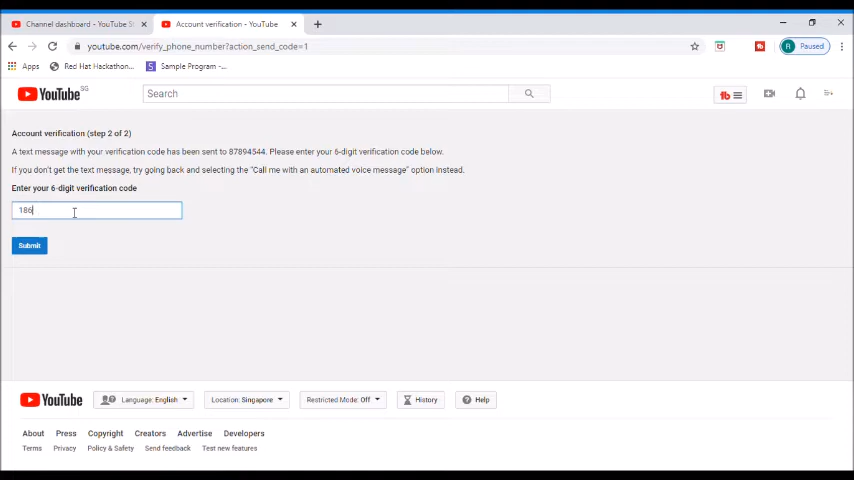 Channel dashboard - YouTube St
Account verification - YouTube
youtube.com/verify_phone_number?action_send_code=1
R Paused
Apps
Red Hat Hackathon...
S Sample Program -...
YouTube SG
Search
Account verification (step 2 of 2)
A text message with your verification code has been sent to 87894544. Please enter your 6-digit verification code below.
If you don't get the text message, try going back and selecting the "Call me with an automated voice message" option instead.
Enter your 6-digit verification code
186
Submit
YouTube
Language: English
Location: Singapore
Restricted Mode: Off
History
Help
About Press Copyright Creators Advertise Developers
Terms Privacy Policy & Safety Send feedback Test new features